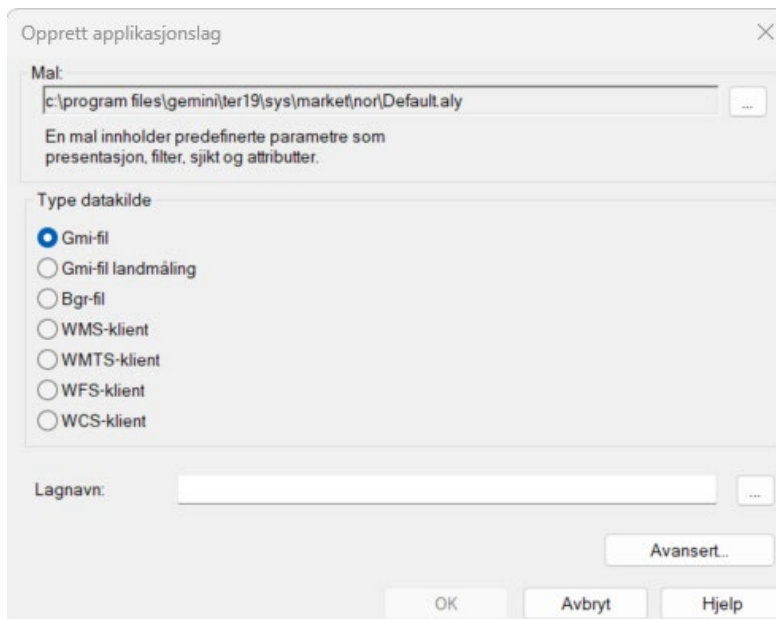 Opprett applikasjonslag
Mal:
c:\program files\gemini\ter19\sys\market\nor\Default.aly
...
En mal innholder predefinerte parametre som
presentasjon, filter, sjikt og attributter.
Type datakilde
Gmi-fil
Gmi-fil landmåling
Bgr-fil
WMS-klient
WMTS-klient
WFS-klient
WCS-klient
Lagnavn:
...
Avansert...
OK Avbryt Hjelp